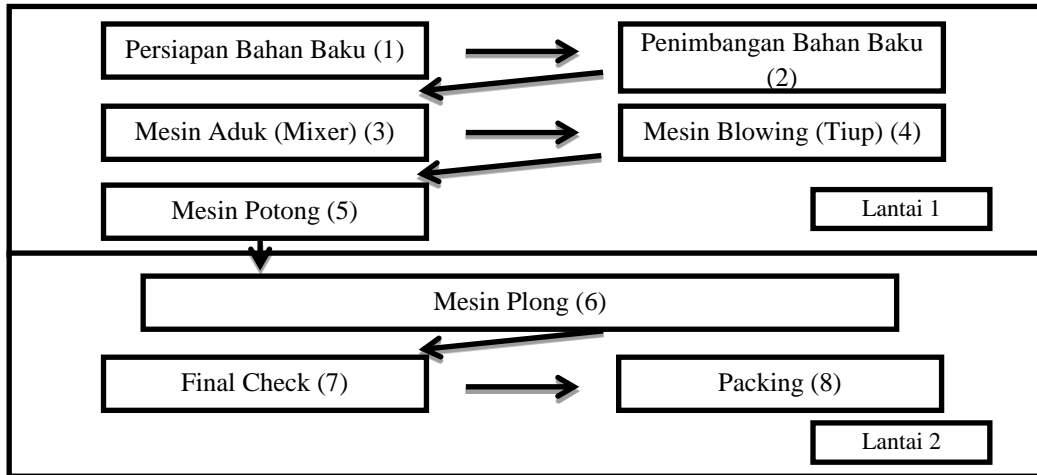 Persiapan Bahan Baku (1)
Penimbangan Bahan Baku
(2)
Mesin Aduk (Mixer) (3)
Mesin Blowing (Tiup) (4)
Mesin Potong (5)
Lantai 1
Mesin Plong (6)
Final Check (7)
Packing (8)
Lantai 2